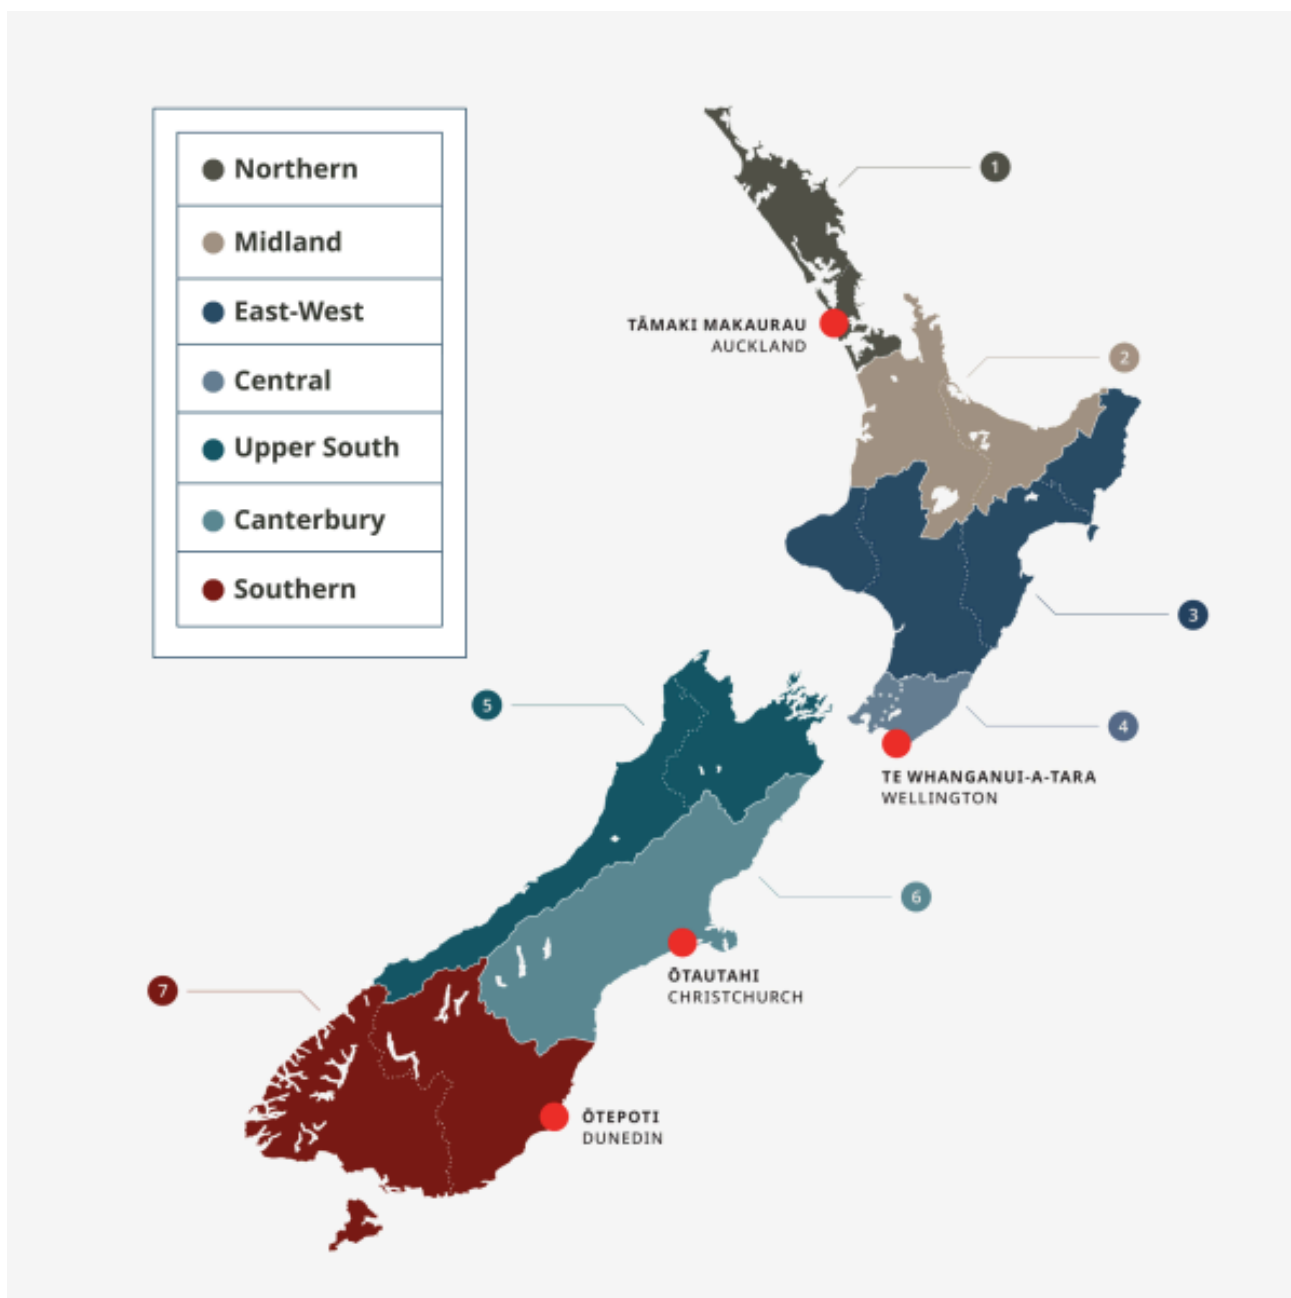 Northern
Midland
East-West
Central
Upper South
Canterbury
Southern
1
TĀMAKI MAKAURAU
AUCKLAND
2
3
5
4
TE WHANGANUI-A-TARA
WELLINGTON
6
ŌTAUTAHI
CHRISTCHURCH
7
ŌTEPOTI
DUNEDIN